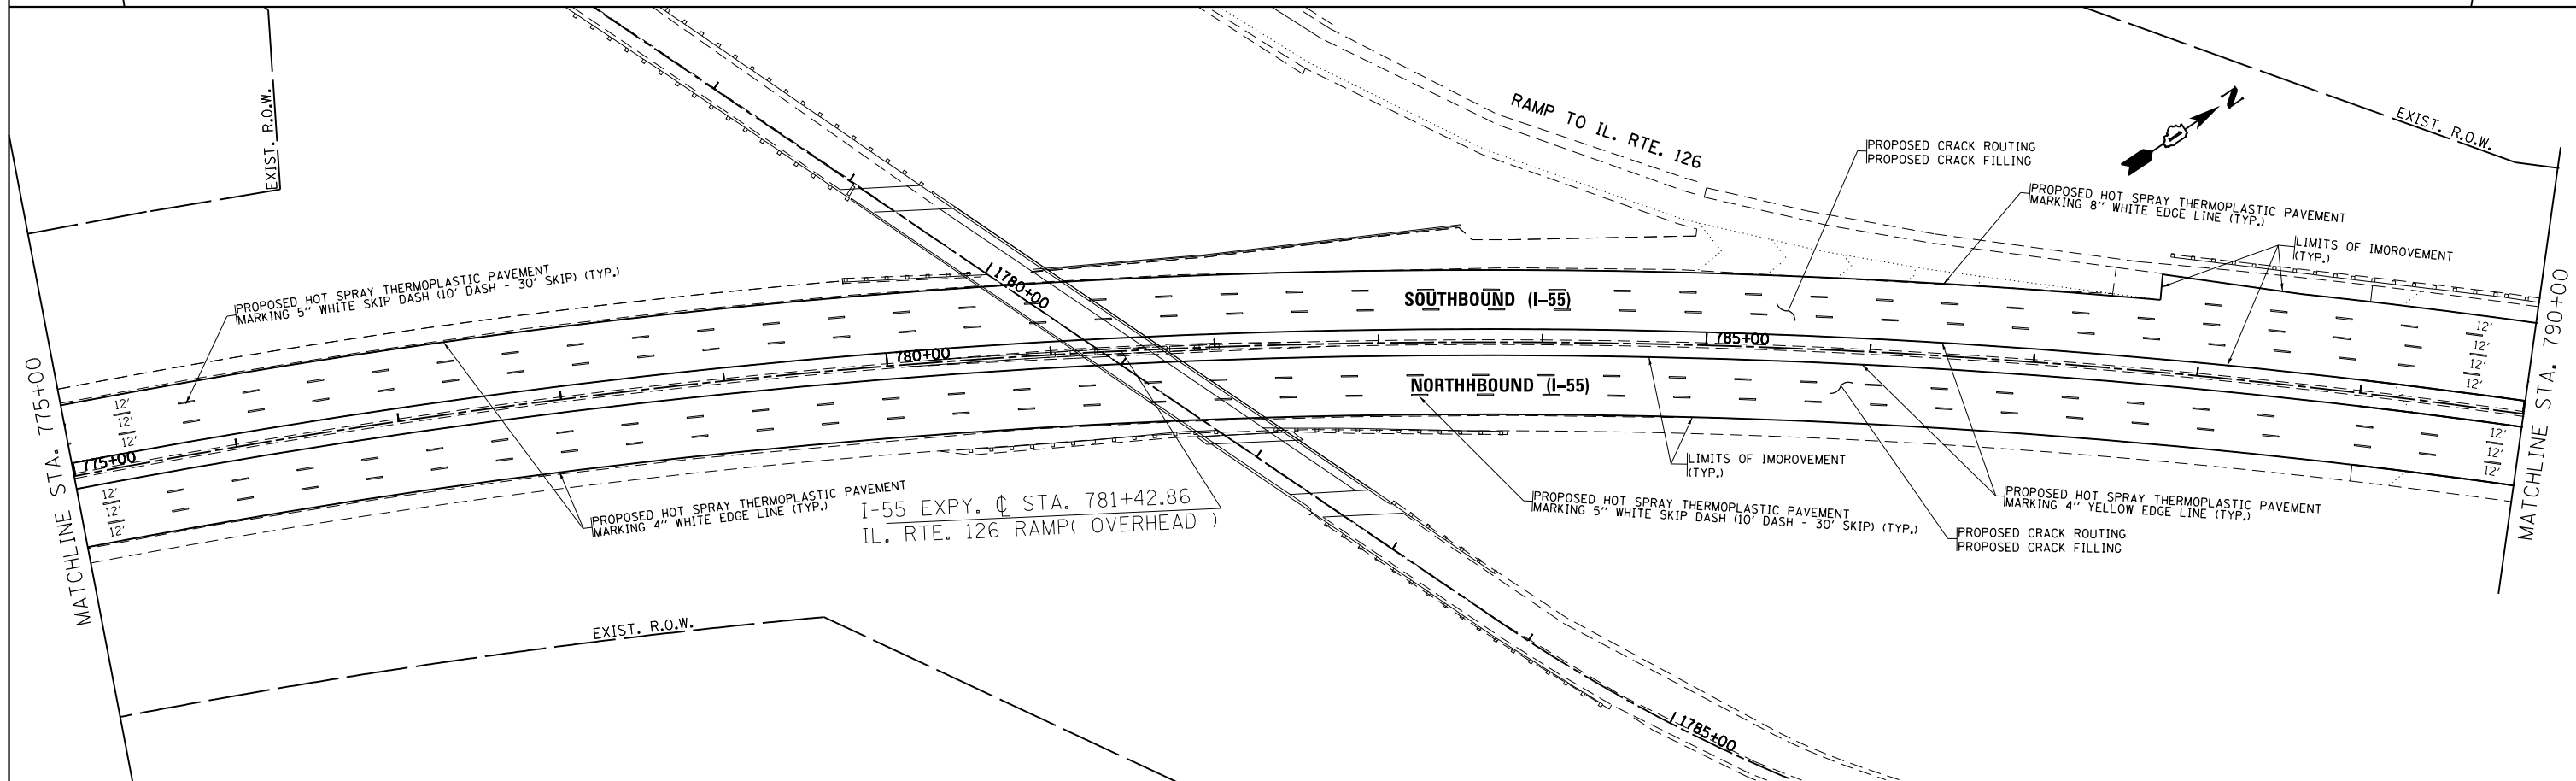 EXIST. R.O.W.
RAMP TO IL. RTE. 126
N
EXIST. R.O.W.
PROPOSED CRACK ROUTING
PROPOSED CRACK FILLING
PROPOSED HOT SPRAY THERMOPLASTIC PAVEMENT
MARKING 8" WHITE EDGE LINE (TYP.)
LIMITS OF IMOROVEMENT
(TYP.)
PROPOSED HOT SPRAY THERMOPLASTIC PAVEMENT
MARKING 5" WHITE SKIP DASH (10' DASH - 30' SKIP) (TYP.)
1780+00
SOUTHBOUND (I-55)
780+00
785+00
NORTHHBOUND (I-55)
12'
12'
12'
12'
12'
12'
12'
775+00
12'
12'
12'
12'
12'
12'
MATCHLINE STA. 775+00
MATCHLINE STA. 790+00
LIMITS OF IMOROVEMENT
(TYP.)
PROPOSED HOT SPRAY THERMOPLASTIC PAVEMENT
MARKING 4" WHITE EDGE LINE (TYP.)
I-55 EXPY. ℄ STA. 781+42.86
IL. RTE. 126 RAMP( OVERHEAD )
PROPOSED HOT SPRAY THERMOPLASTIC PAVEMENT
MARKING 5" WHITE SKIP DASH (10' DASH - 30' SKIP) (TYP.)
PROPOSED HOT SPRAY THERMOPLASTIC PAVEMENT
MARKING 4" YELLOW EDGE LINE (TYP.)
PROPOSED CRACK ROUTING
PROPOSED CRACK FILLING
EXIST. R.O.W.
1785+00